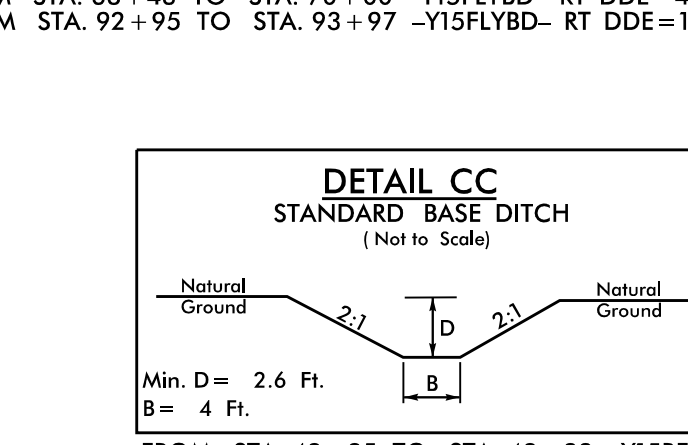 STA. 92+95 TO STA. 93+97 -Y15FLYBD- RT DDE=1
DETAIL CC
STANDARD BASE DITCH
( Not to Scale)
Natural
Ground
2:1
D
2:1
Natural
Ground
B
Min. D= 2.6 Ft.
B= 4 Ft.